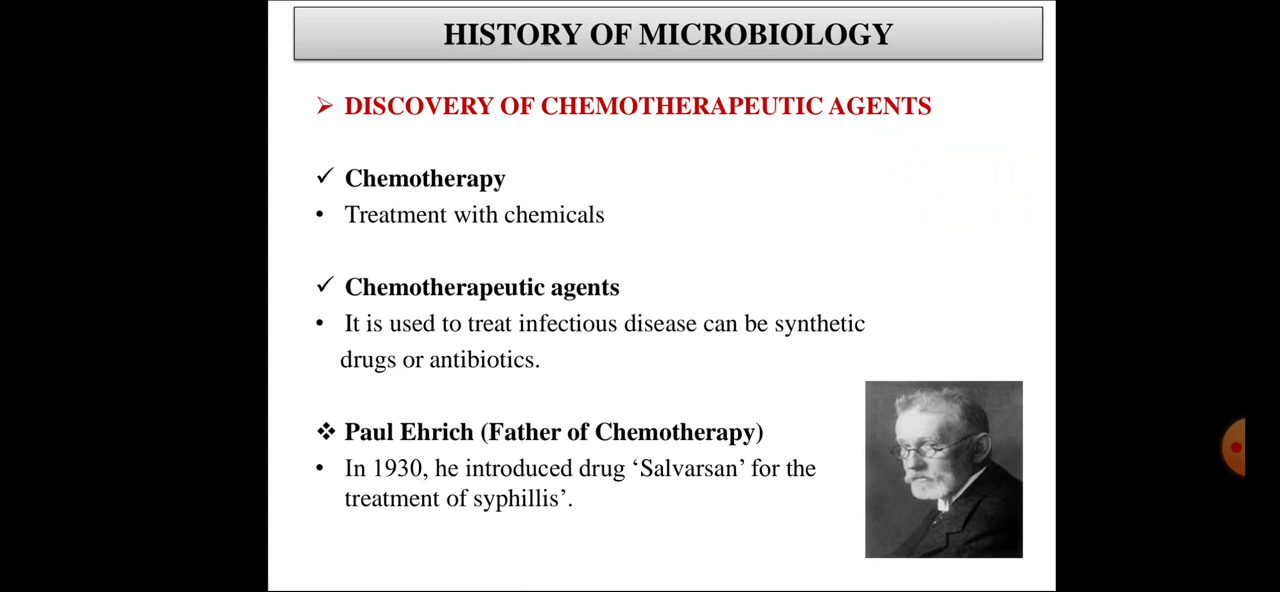 HISTORY OF MICROBIOLOGY
➢ DISCOVERY OF CHEMOTHERAPEUTIC AGENTS
✓ Chemotherapy
• Treatment with chemicals
✓ Chemotherapeutic agents
• It is used to treat infectious disease can be synthetic
drugs or antibiotics.
❖ Paul Ehrich (Father of Chemotherapy)
• In 1930, he introduced drug ‘Salvarsan’ for the
treatment of syphillis’.